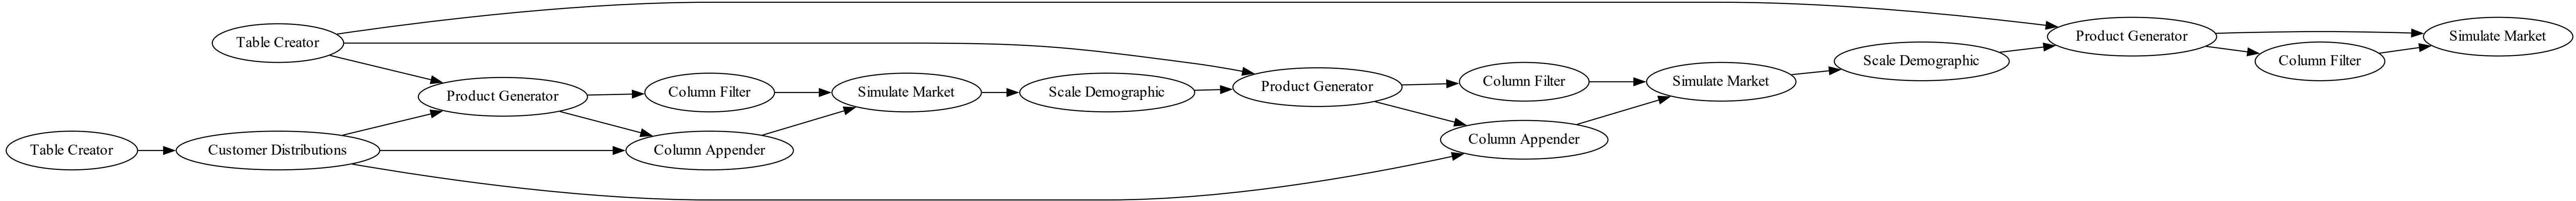 Table Creator
Customer Distributions
Table Creator
Product Generator
Column Filter
Column Appender
Simulate Market
Scale Demographic
Product Generator
Column Filter
Column Appender
Simulate Market
Scale Demographic
Product Generator
Column Filter
Simulate Market